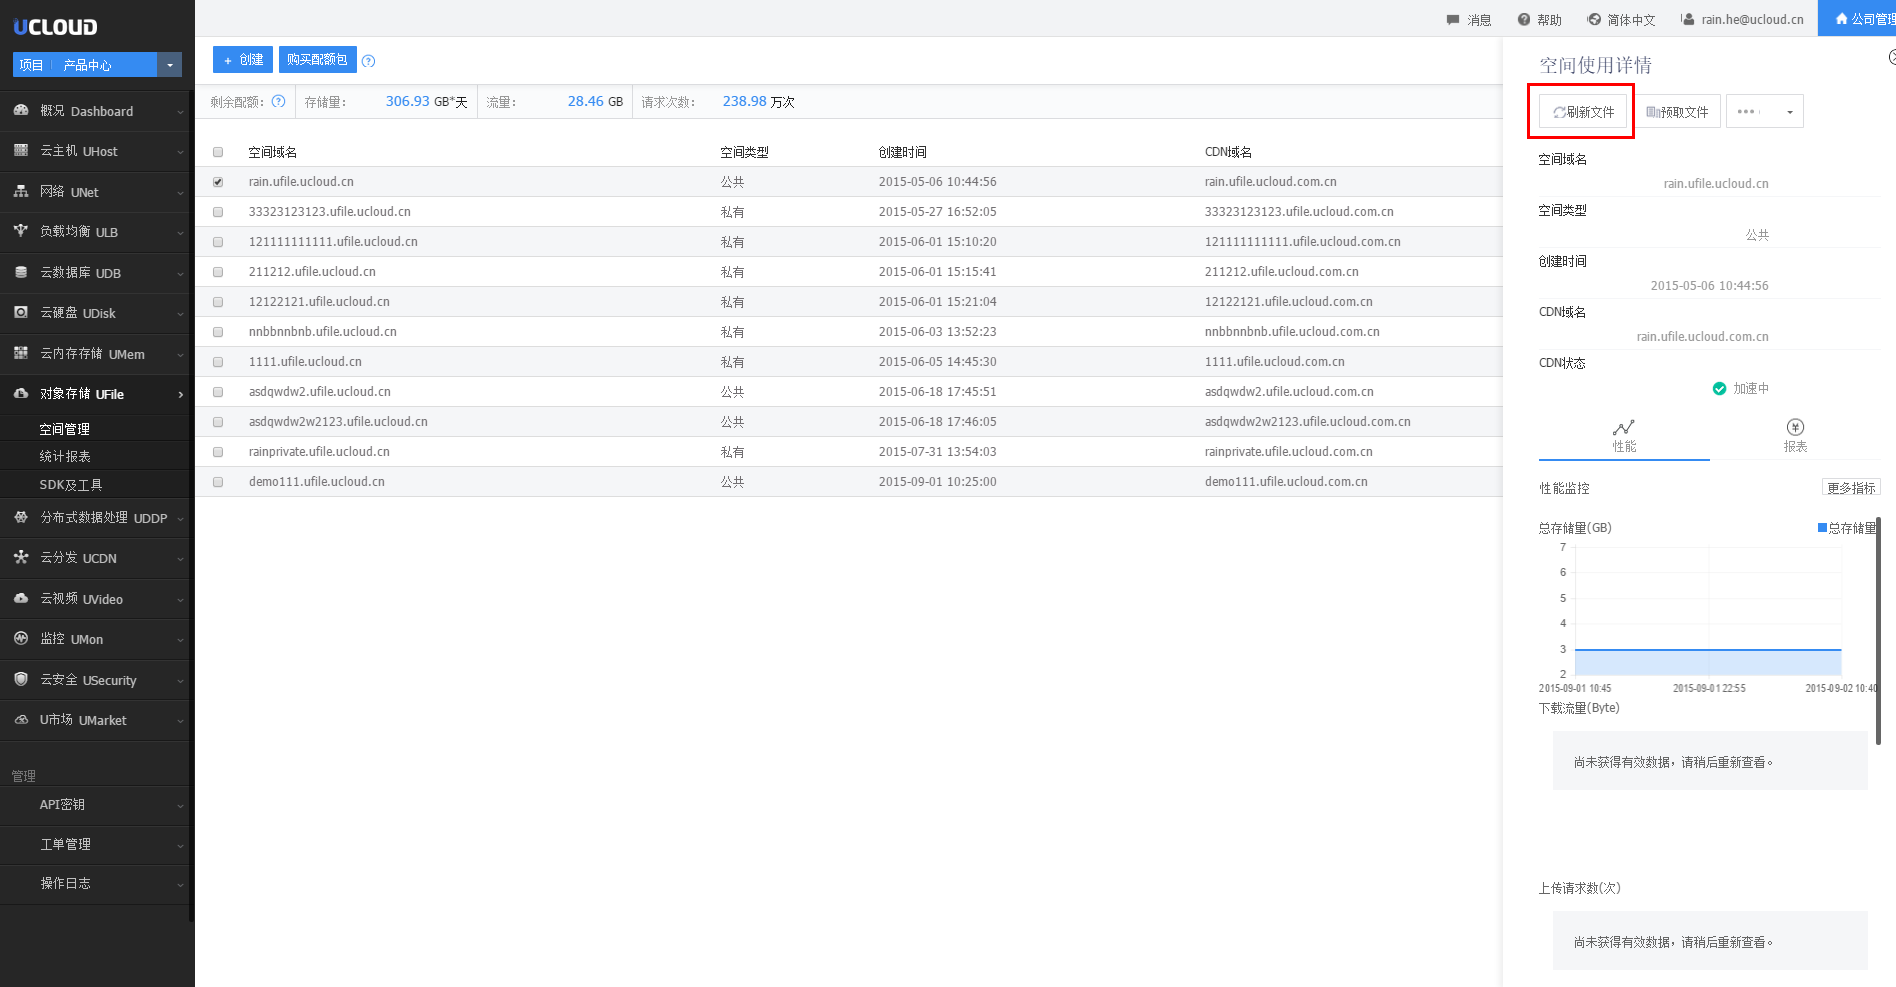 UCLOUD
项目 产品中心
概况 Dashboard
云主机 UHost
网络 UNet
负载均衡 ULB
云数据库 UDB
云硬盘 UDisk
云内存存储 UMem
对象存储 UFile
空间管理
统计报表
SDK及工具
分布式数据处理 UDDP
云分发 UCDN
云视频 UVideo
监控 UMon
云安全 USecurity
U市场 UMarket
管理
API密钥
工单管理
操作日志
消息 帮助 简体中文 rain.he@ucloud.cn 公司管理
+ 创建 购买配额包 ?
剩余配额： ? 存储量： 306.93 GB*天 流量： 28.46 GB 请求次数： 238.98 万次
空间域名 空间类型 创建时间 CDN域名
rain.ufile.ucloud.cn 公共 2015-05-06 10:44:56 rain.ufile.ucloud.com.cn
33323123123.ufile.ucloud.cn 私有 2015-05-27 16:52:05 33323123123.ufile.ucloud.com.cn
121111111111.ufile.ucloud.cn 私有 2015-06-01 15:10:20 121111111111.ufile.ucloud.com.cn
211212.ufile.ucloud.cn 私有 2015-06-01 15:15:41 211212.ufile.ucloud.com.cn
12122121.ufile.ucloud.cn 私有 2015-06-01 15:21:04 12122121.ufile.ucloud.com.cn
nnbbnnbnb.ufile.ucloud.cn 私有 2015-06-03 13:52:23 nnbbnnbnb.ufile.ucloud.com.cn
1111.ufile.ucloud.cn 私有 2015-06-05 14:45:30 1111.ufile.ucloud.com.cn
asdqwdw2.ufile.ucloud.cn 公共 2015-06-18 17:45:51 asdqwdw2.ufile.ucloud.com.cn
asdqwdw2w2123.ufile.ucloud.cn 公共 2015-06-18 17:46:05 asdqwdw2w2123.ufile.ucloud.com.cn
rainprivate.ufile.ucloud.cn 私有 2015-07-31 13:54:03 rainprivate.ufile.ucloud.com.cn
demo111.ufile.ucloud.cn 公共 2015-09-01 10:25:00 demo111.ufile.ucloud.com.cn
空间使用详情
刷新文件 预取文件 •••
空间域名
rain.ufile.ucloud.cn
空间类型
公共
创建时间
2015-05-06 10:44:56
CDN域名
rain.ufile.ucloud.com.cn
CDN状态
加速中
性能 报表
性能监控 更多指标
总存储量(GB) 总存储量
7
6
5
4
3
2
2015-09-01 10:45 2015-09-01 22:55 2015-09-02 10:40
下载流量(Byte)
尚未获得有效数据，请稍后重新查看。
上传请求数(次)
尚未获得有效数据，请稍后重新查看。